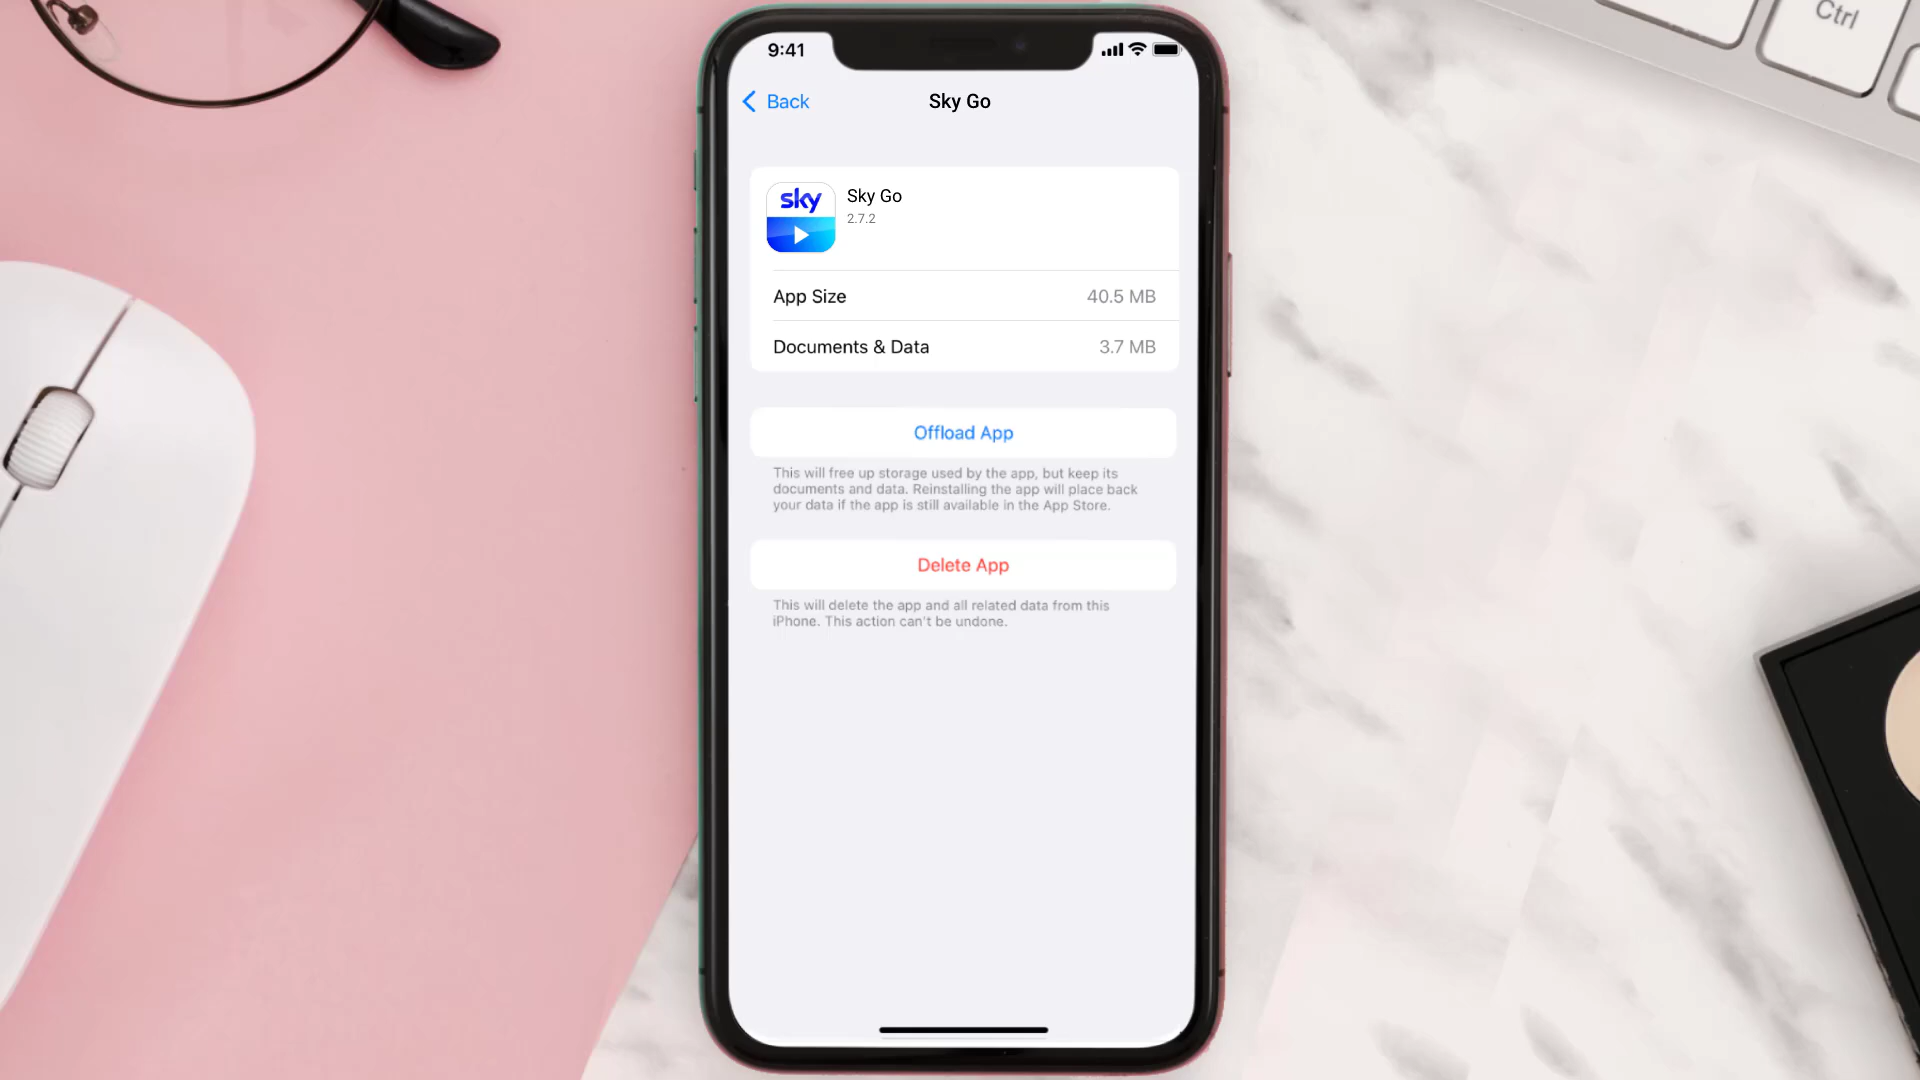 Ctrl
9:41
Back
Sky Go
sky
Sky Go
2.7.2
App Size
40.5 MB
Documents & Data
3.7 MB
Offload App
This will free up storage used by the app, but keep its
documents and data. Reinstalling the app will place back
your data if the app is still available in the App Store.
Delete App
This will delete the app and all related data from this
iPhone. This action can't be undone.